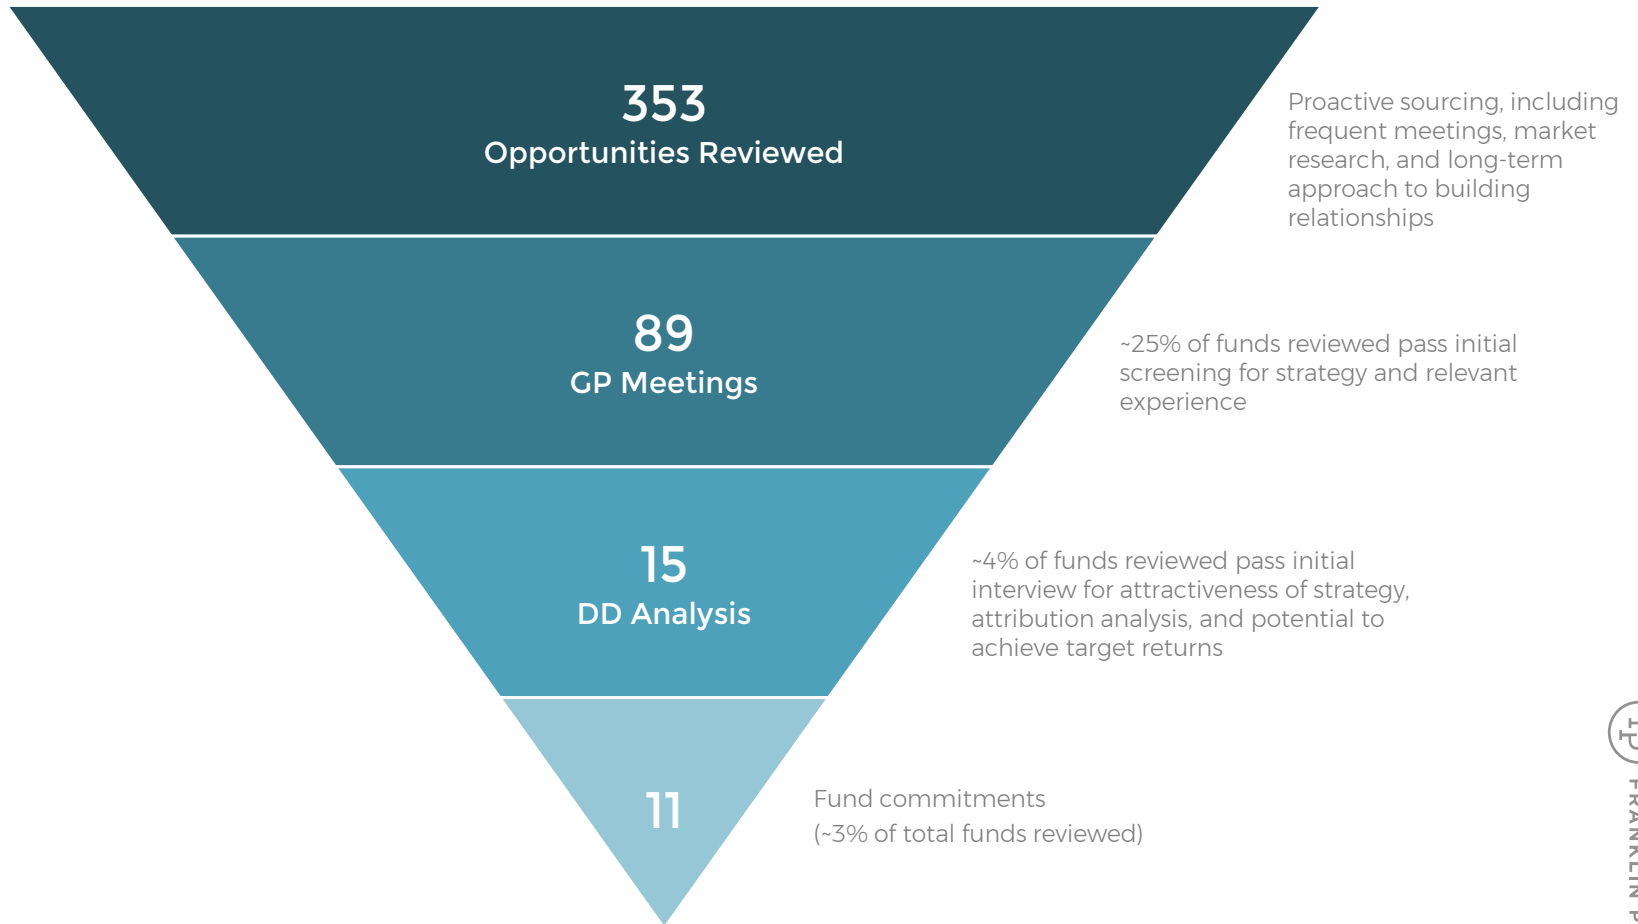 353
Opportunities Reviewed
Proactive sourcing, including
frequent meetings, market
research, and long-term
approach to building
relationships
89
GP Meetings
~25% of funds reviewed pass initial
screening for strategy and relevant
experience
15
DD Analysis
~4% of funds reviewed pass initial
interview for attractiveness of strategy,
attribution analysis, and potential to
achieve target returns
11
Fund commitments
(~3% of total funds reviewed)
FRANKLIN